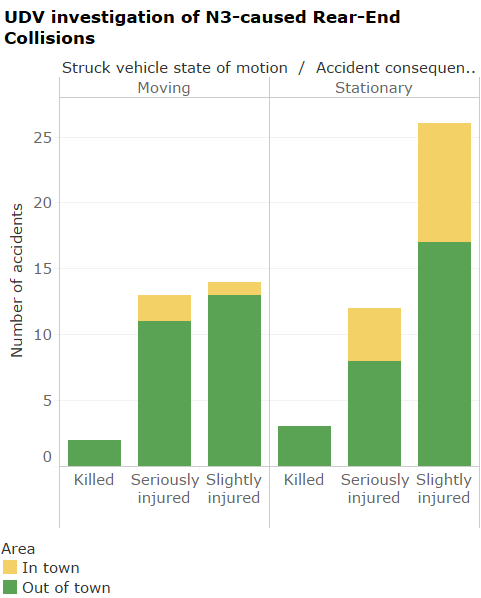 UDV investigation of N3-caused Rear-End
Collisions
Struck vehicle state of motion / Accident consequen..
Moving
Stationary
Number of accidents
25
20
15
10
5
0
Killed
Seriously
injured
Slightly
injured
Killed
Seriously
injured
Slightly
injured
Area
In town
Out of town